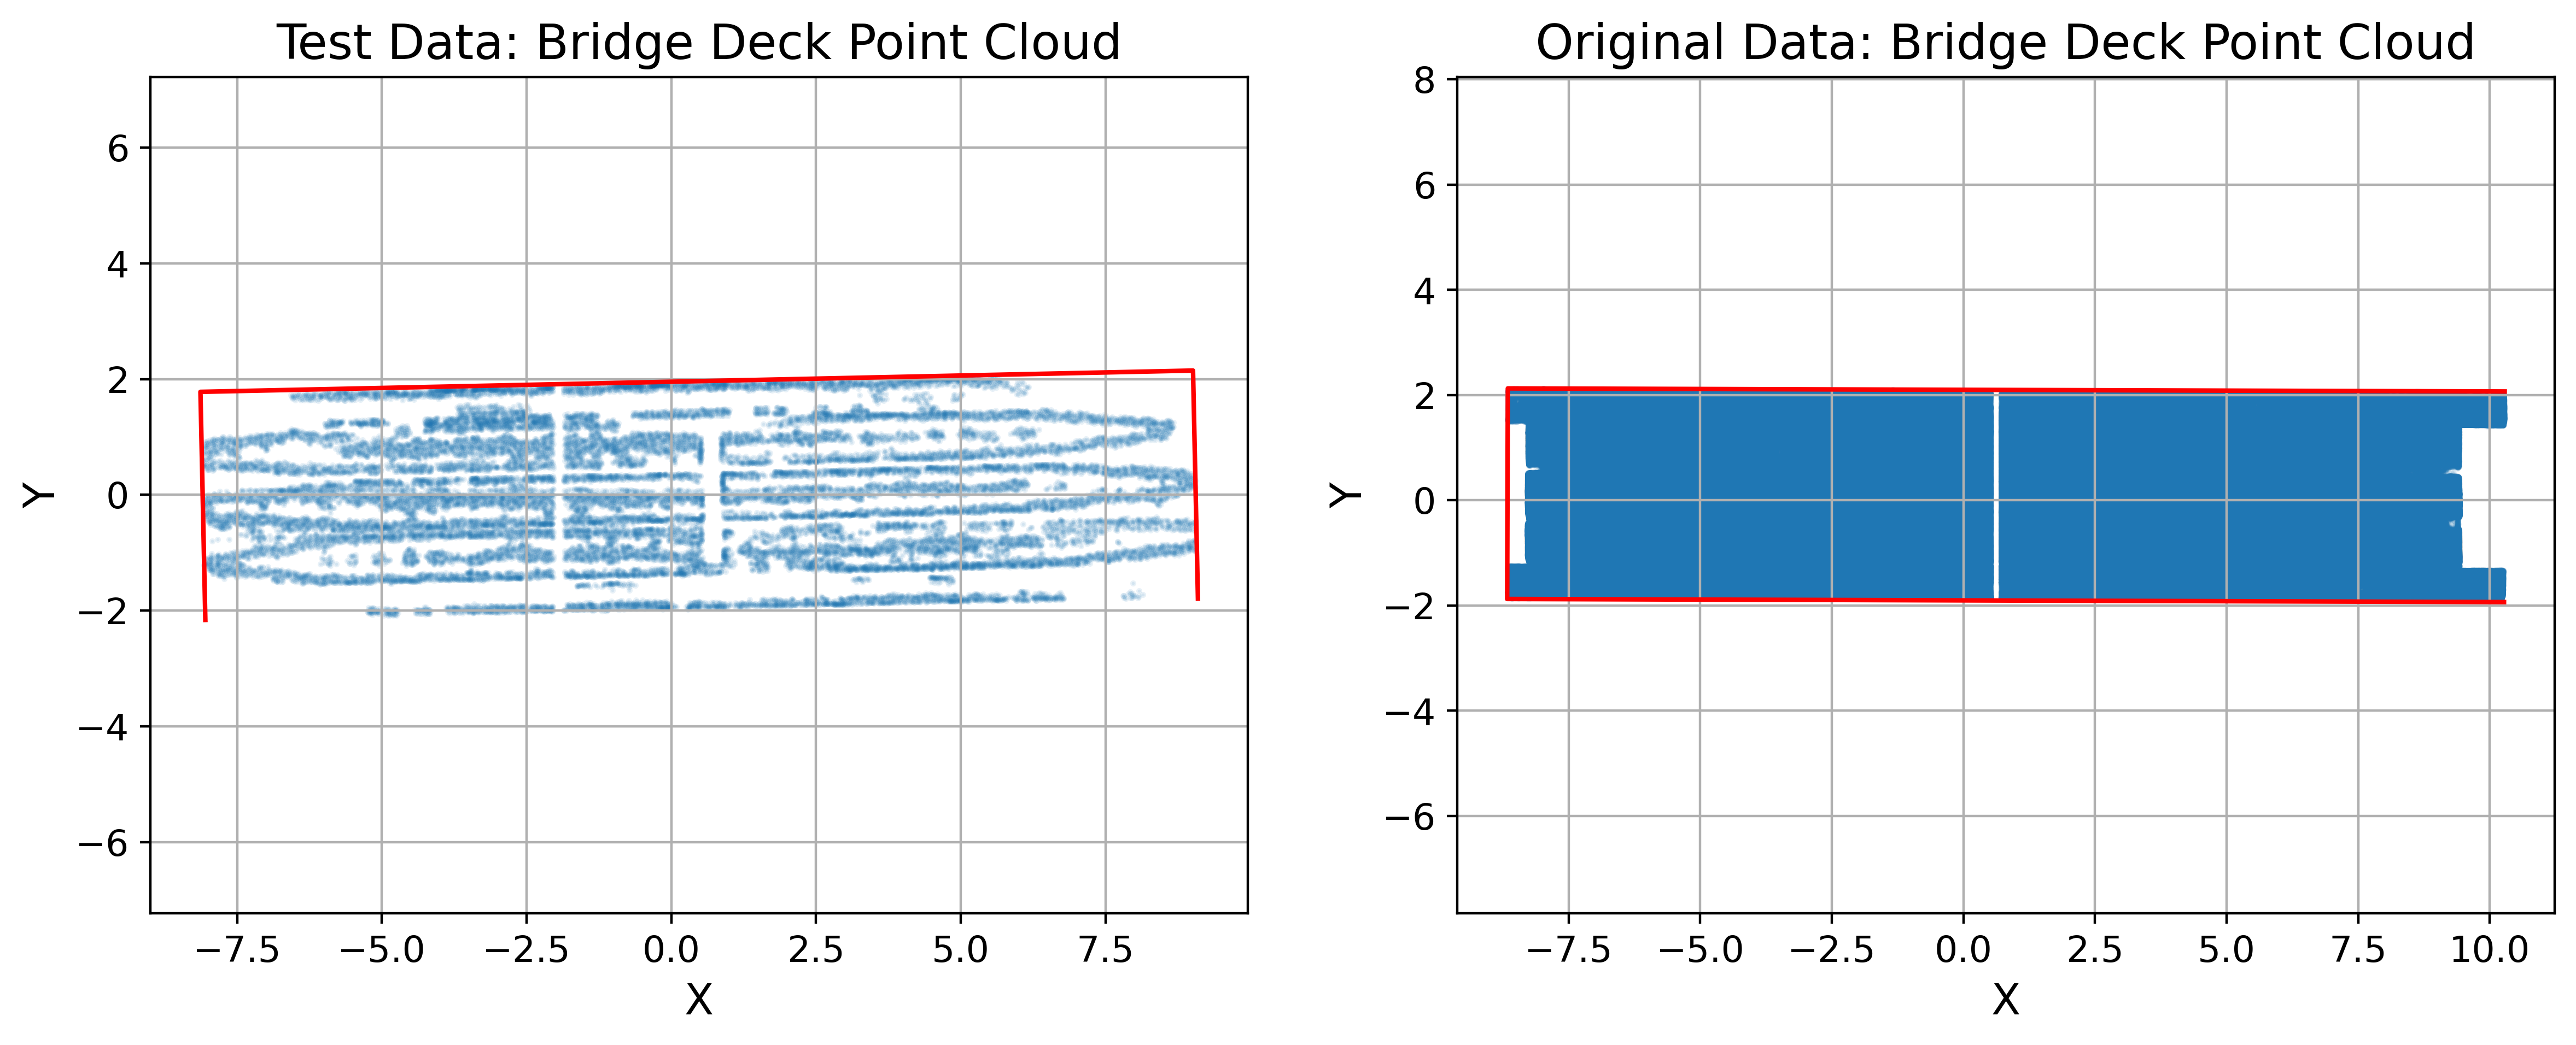 Test Data: Bridge Deck Point Cloud
6
4
2
0
−2
−4
−6
Y
−7.5 −5.0 −2.5 0.0 2.5 5.0 7.5
X
Original Data: Bridge Deck Point Cloud
8
6
4
2
0
−2
−4
−6
Y
−7.5 −5.0 −2.5 0.0 2.5 5.0 7.5 10.0
X